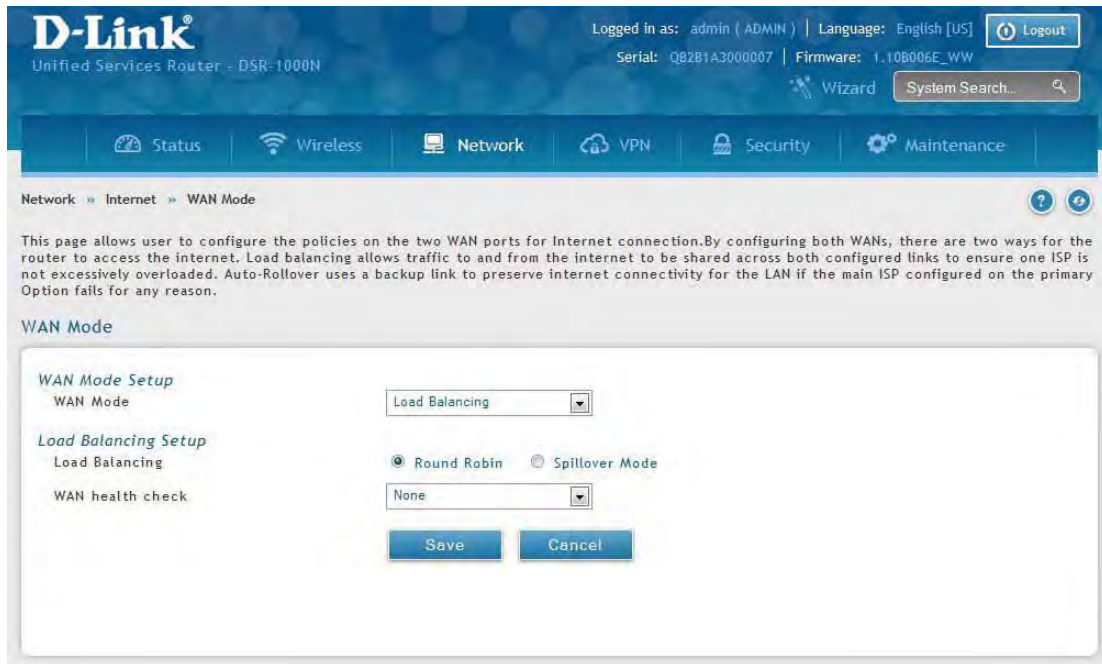 D-Link®
Unified Services Router - DSR-1000N
Logged in as: admin ( ADMIN ) | Language: English [US]
Logout
Serial: QB2B1A3000007 | Firmware: 1.10B006E_WW
Wizard
System Search...
Status
Wireless
Network
VPN
Security
Maintenance
Network » Internet » WAN Mode
This page allows user to configure the policies on the two WAN ports for Internet connection.By configuring both WANs, there are two ways for the
router to access the internet. Load balancing allows traffic to and from the internet to be shared across both configured links to ensure one ISP is
not excessively overloaded. Auto-Rollover uses a backup link to preserve internet connectivity for the LAN if the main ISP configured on the primary
Option fails for any reason.
WAN Mode
WAN Mode Setup
WAN Mode
Load Balancing
Load Balancing Setup
Load Balancing
Round Robin
Spillover Mode
WAN health check
None
Save
Cancel